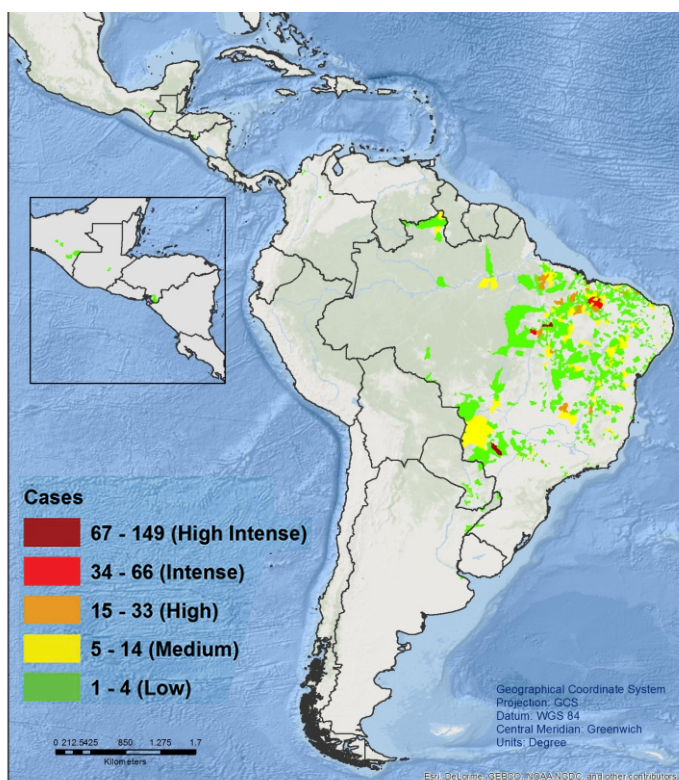 Cases
67 - 149 (High Intense)
34 - 66 (Intense)
15 - 33 (High)
5 - 14 (Medium)
1 - 4 (Low)
0 212.5425 850 1.275 1.7
Kilometers
Geographical Coordinate System
Projection: GCS
Datum: WGS 84
Central Meridian: Greenwich
Units: Degree
Esri, DeLorme, GEBCO, NOAA NGDC, and other contributors